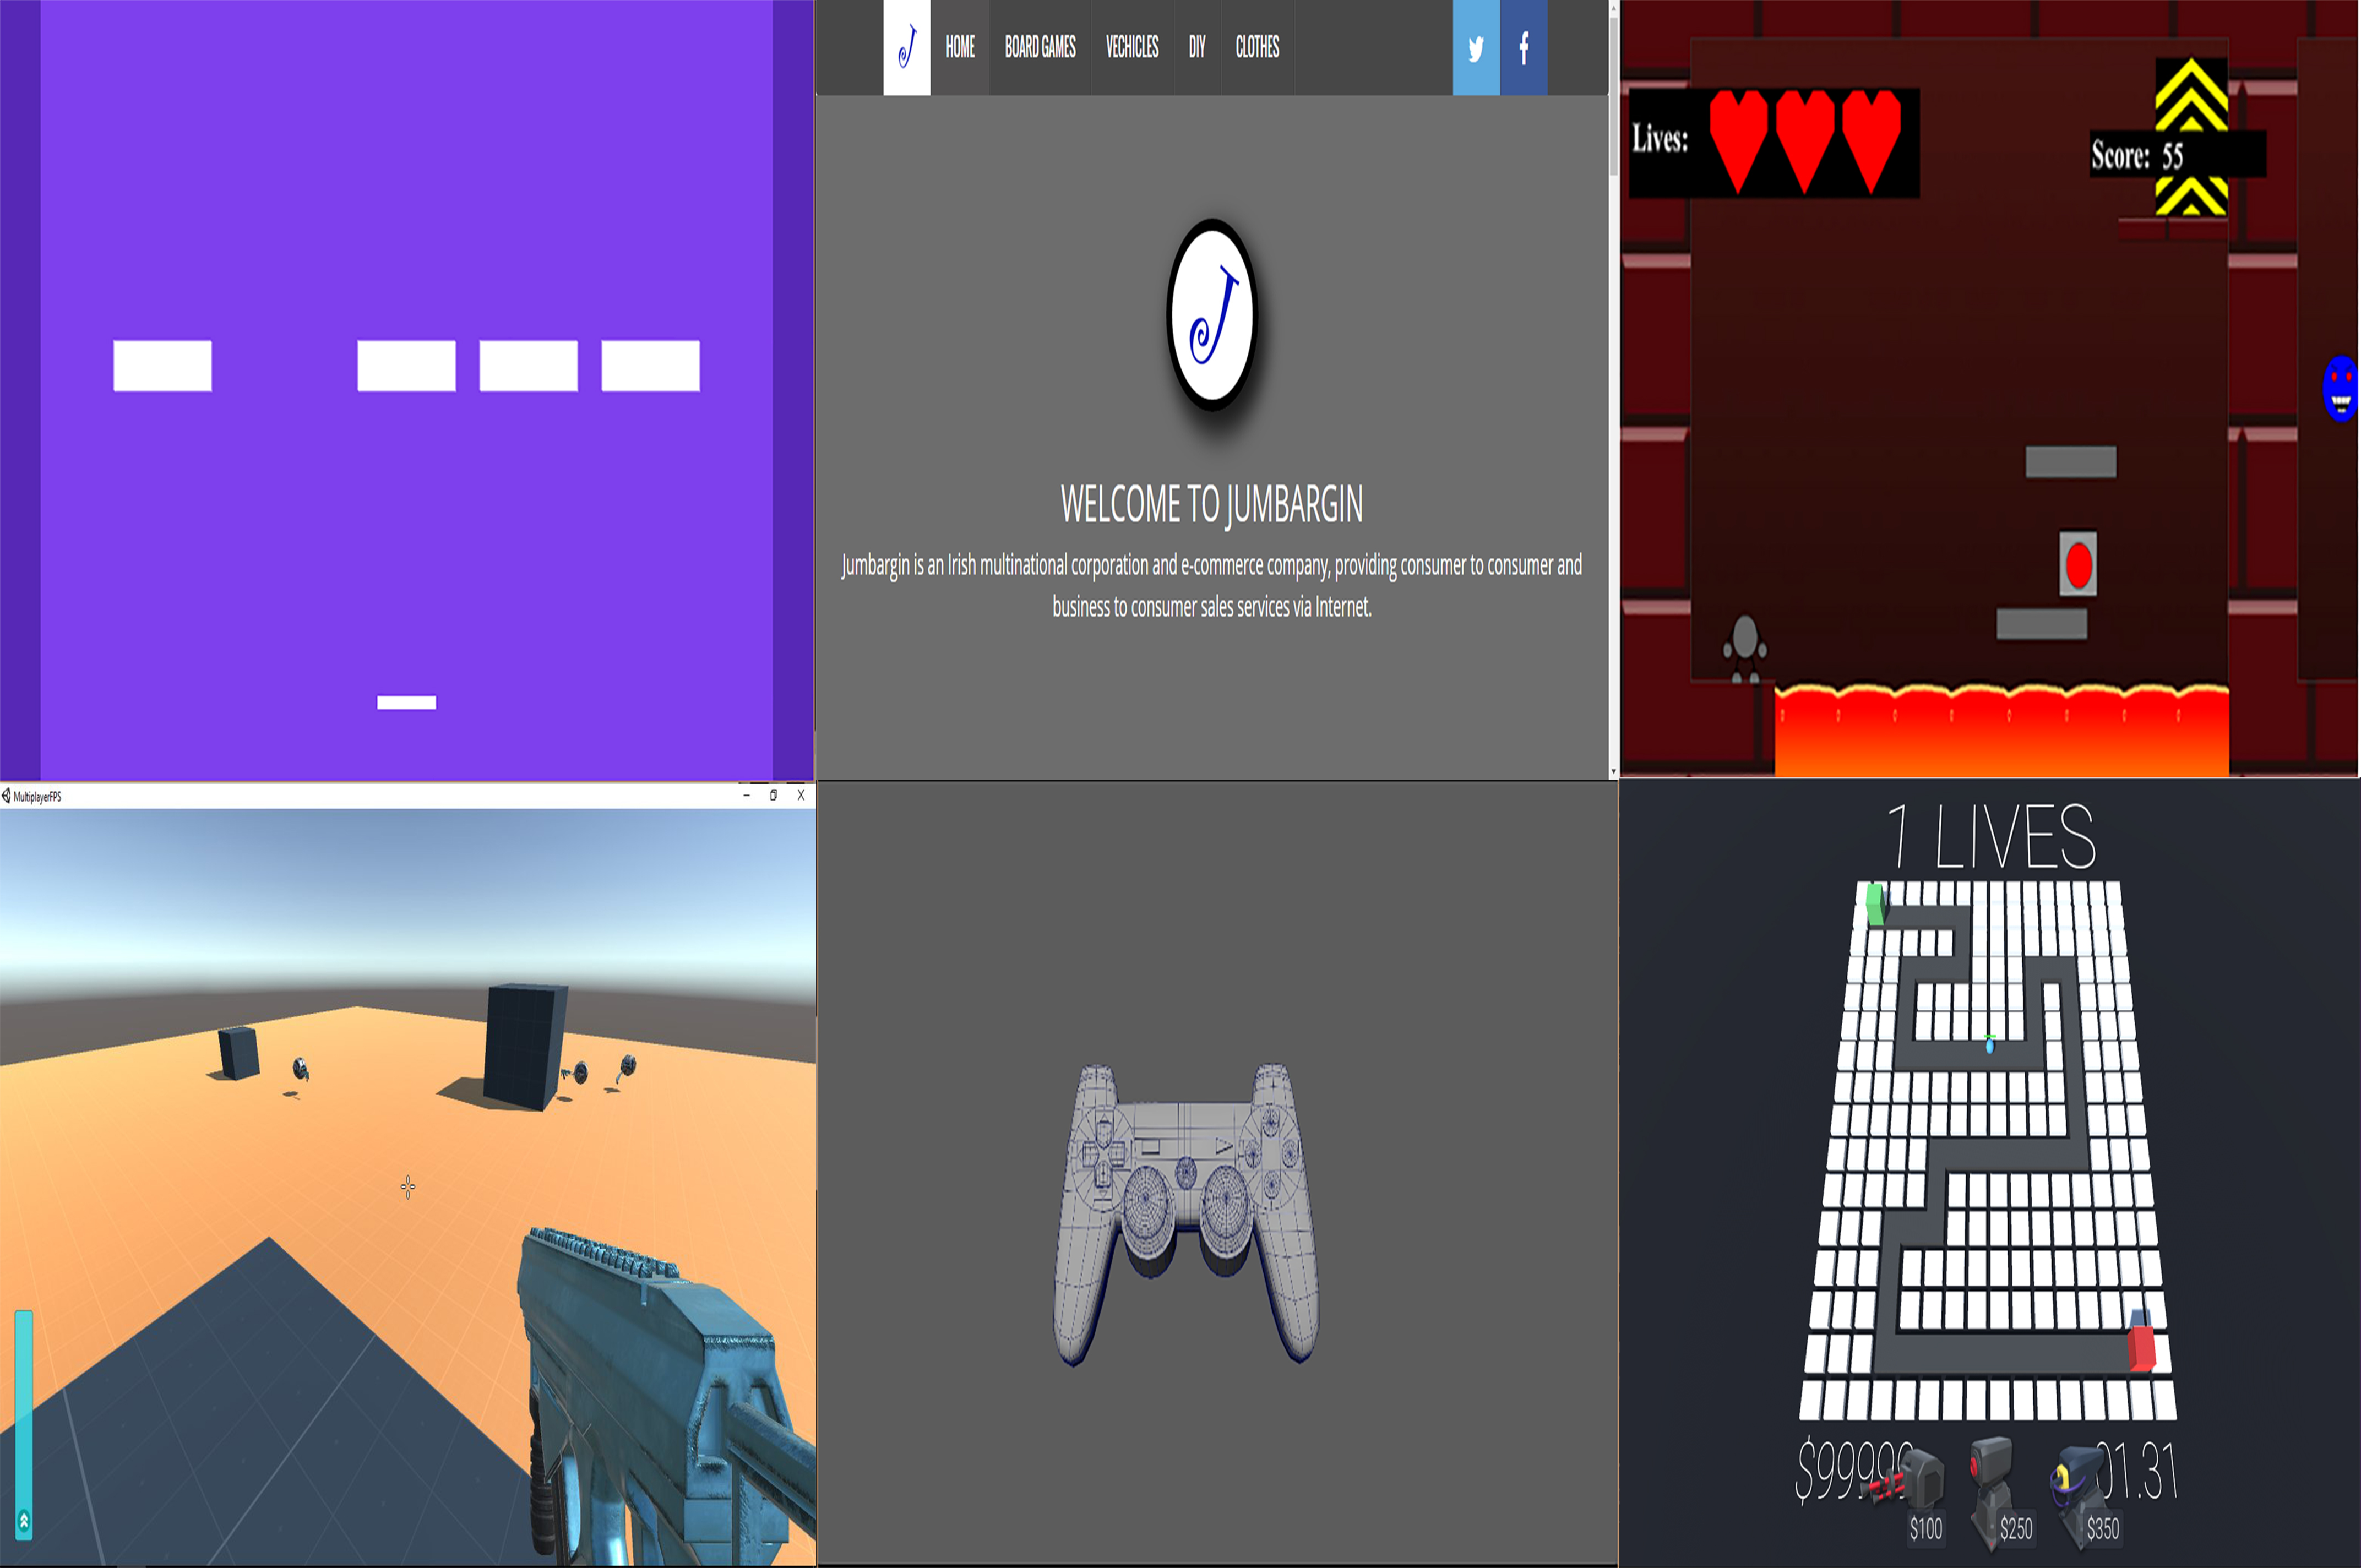 J
HOME BOARD GAMES VECHICLES DIY CLOTHES
J
WELCOME TO JUMBARGIN
Jumbargin is an Irish multinational corporation and e-commerce company, providing consumer to consumer and
business to consumer sales services via Internet.
Lives:
Score: 55
MultiplayerFPS
1 LIVES
$100
$250
$350